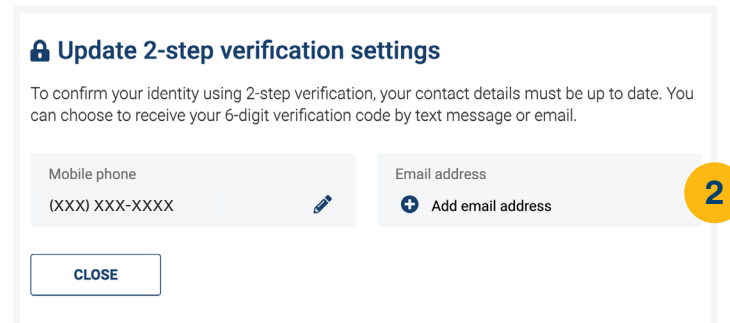 Update 2-step verification settings
To confirm your identity using 2-step verification, your contact details must be up to date. You
can choose to receive your 6-digit verification code by text message or email.
Mobile phone
(XXX) XXX-XXXX
Email address
Add email address
2
CLOSE